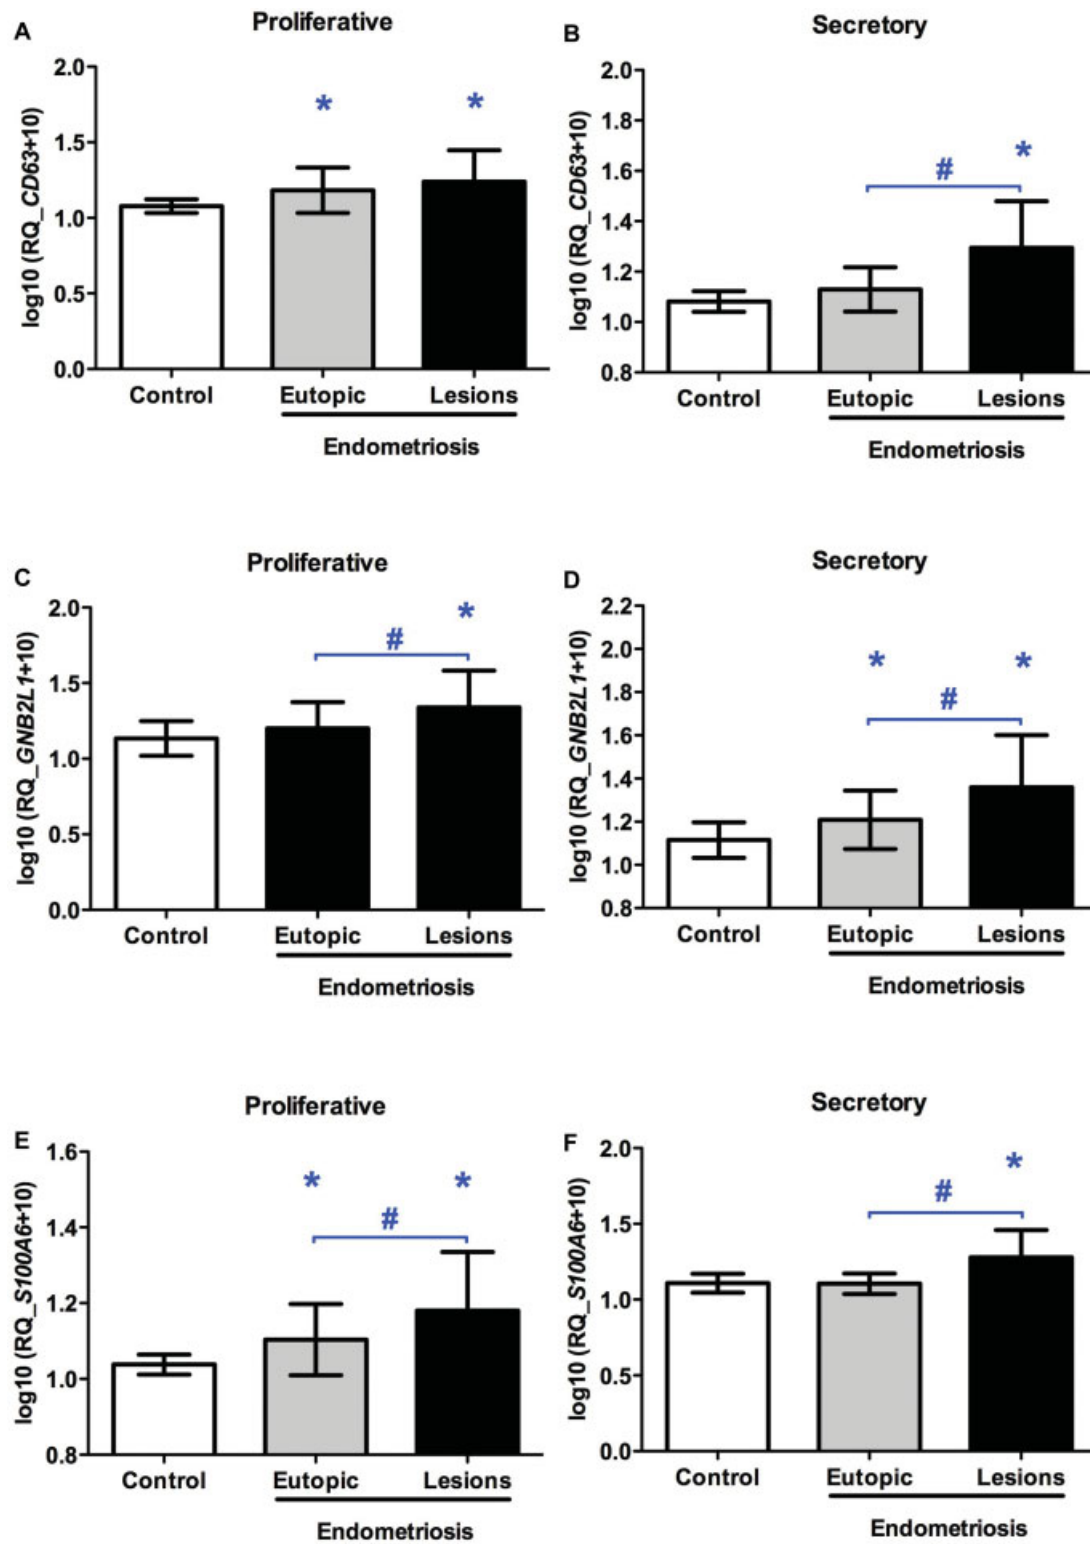 A
Proliferative
log10 (RQ_CD63+10)
2.0
1.5
1.0
0.5
0.0
*
*
Control
Eutopic
Lesions
Endometriosis
B
Secretory
log10 (RQ_CD63+10)
2.0
1.8
1.6
1.4
1.2
1.0
0.8
#
*
Control
Eutopic
Lesions
Endometriosis
C
Proliferative
log10 (RQ_GNB2L1+10)
2.0
1.5
1.0
0.5
0.0
#
*
Control
Eutopic
Lesions
Endometriosis
D
Secretory
log10 (RQ_GNB2L1+10)
2.2
2.0
1.8
1.6
1.4
1.2
1.0
0.8
*
#
*
Control
Eutopic
Lesions
Endometriosis
E
Proliferative
log10 (RQ_S100A6+10)
1.6
1.4
1.2
1.0
0.8
*
#
*
Control
Eutopic
Lesions
Endometriosis
F
Secretory
log10 (RQ_S100A6+10)
2.0
1.5
1.0
0.5
0.0
#
*
Control
Eutopic
Lesions
Endometriosis